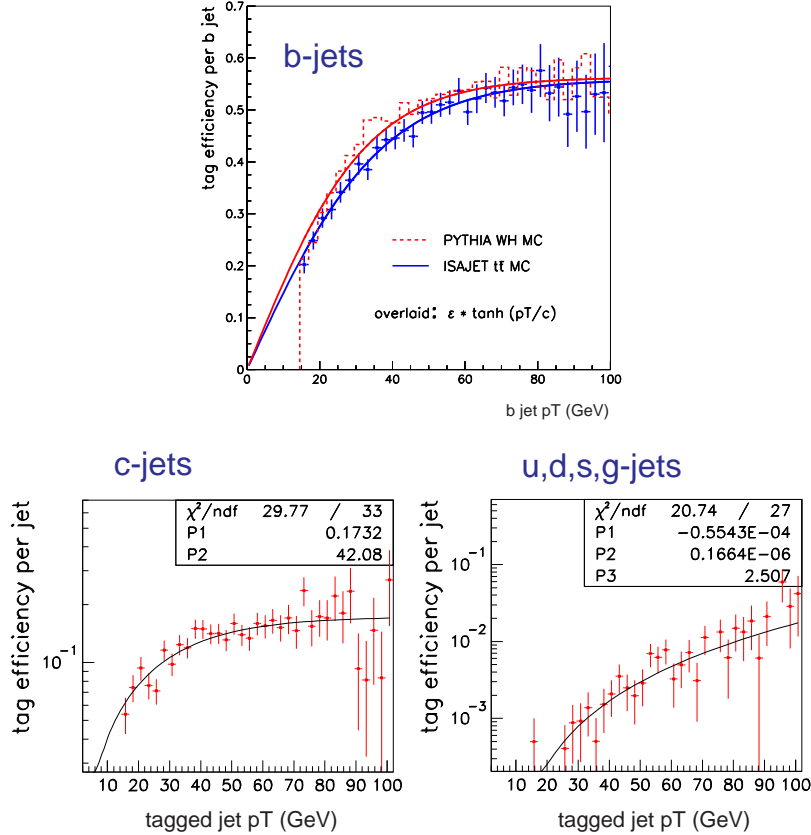 b-jets
tag efficiency per b jet
0.7
0.6
0.5
0.4
0.3
0.2
0.1
0
PYTHIA WH MC
ISAJET tt̄ MC
overlaid: ε * tanh (pT/c)
0 20 40 60 80 100
b jet pT (GeV)
c-jets
tag efficiency per jet
χ²/ndf 29.77 / 33
P1 0.1732
P2 42.08
10⁻¹
10 20 30 40 50 60 70 80 90 100
tagged jet pT (GeV)
u,d,s,g-jets
tag efficiency per jet
χ²/ndf 20.74 / 27
P1 -0.5543E-04
P2 0.1664E-06
P3 2.507
10⁻¹
10⁻²
10⁻³
10 20 30 40 50 60 70 80 90 100
tagged jet pT (GeV)